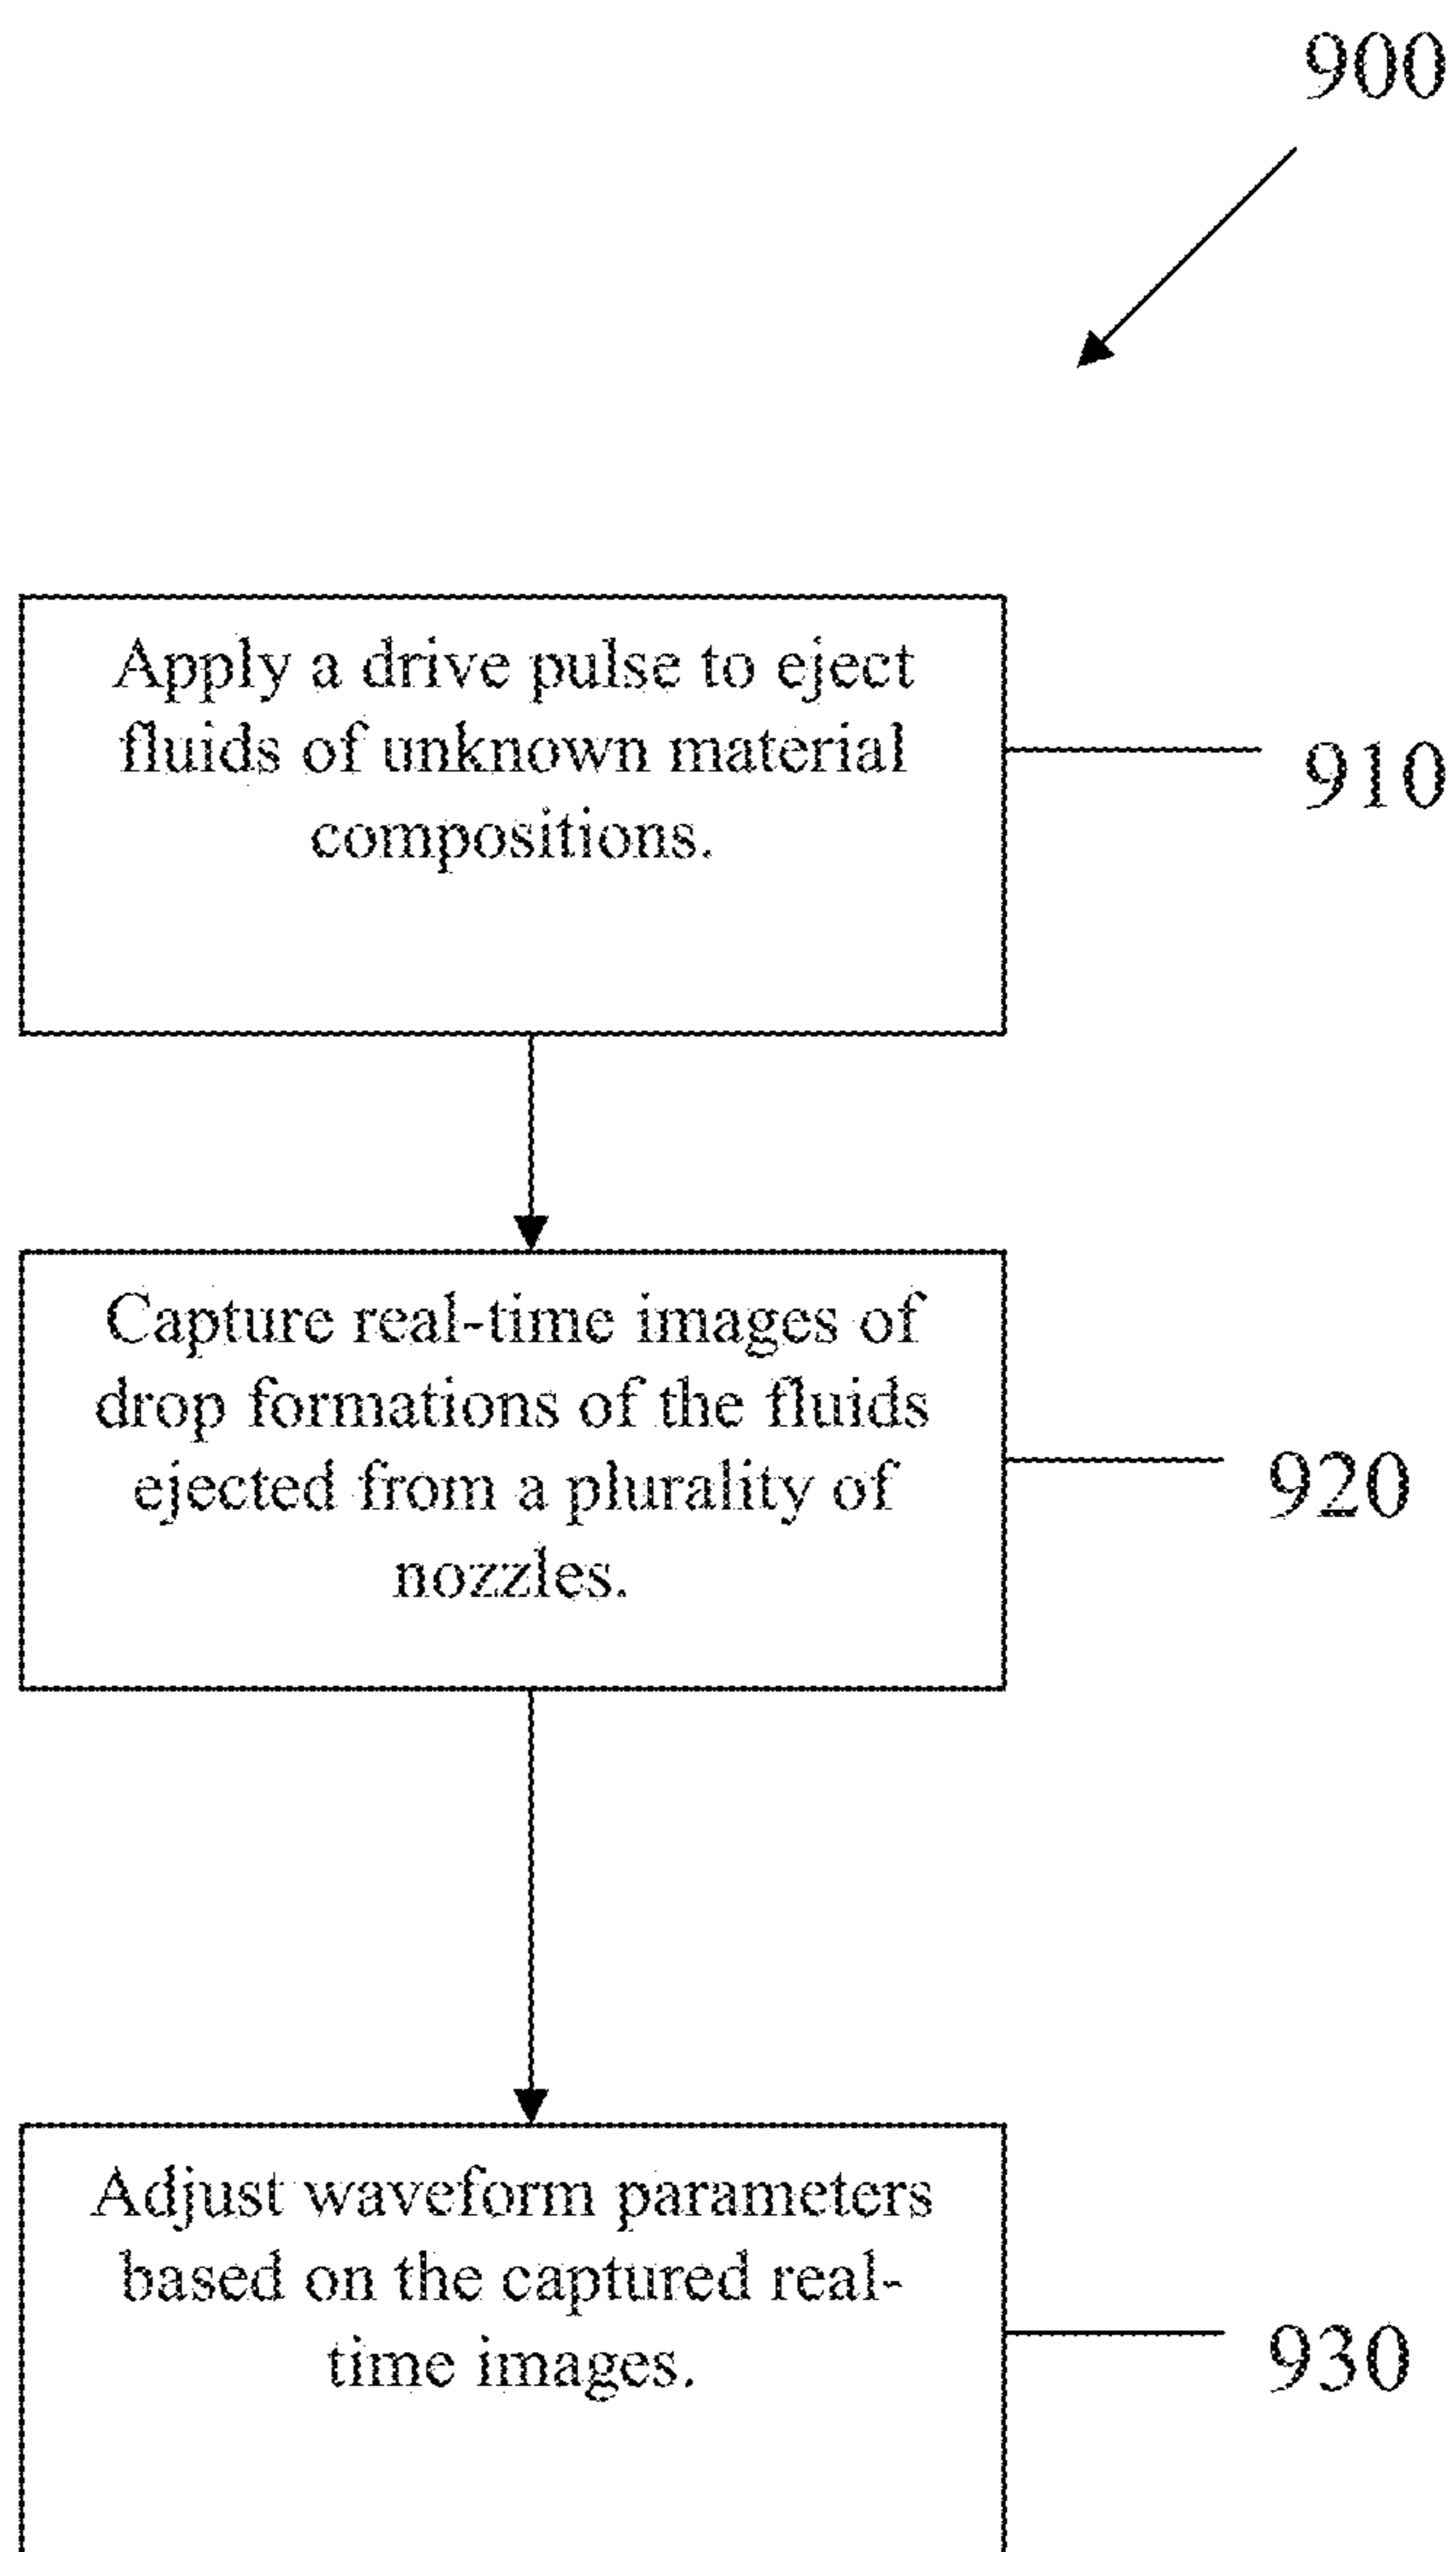 900
Apply a drive pulse to eject
fluids of unknown material
compositions.
910
Capture real-time images of
drop formations of the fluids
ejected from a plurality of
nozzles.
920
Adjust waveform parameters
based on the captured real-
time images.
930